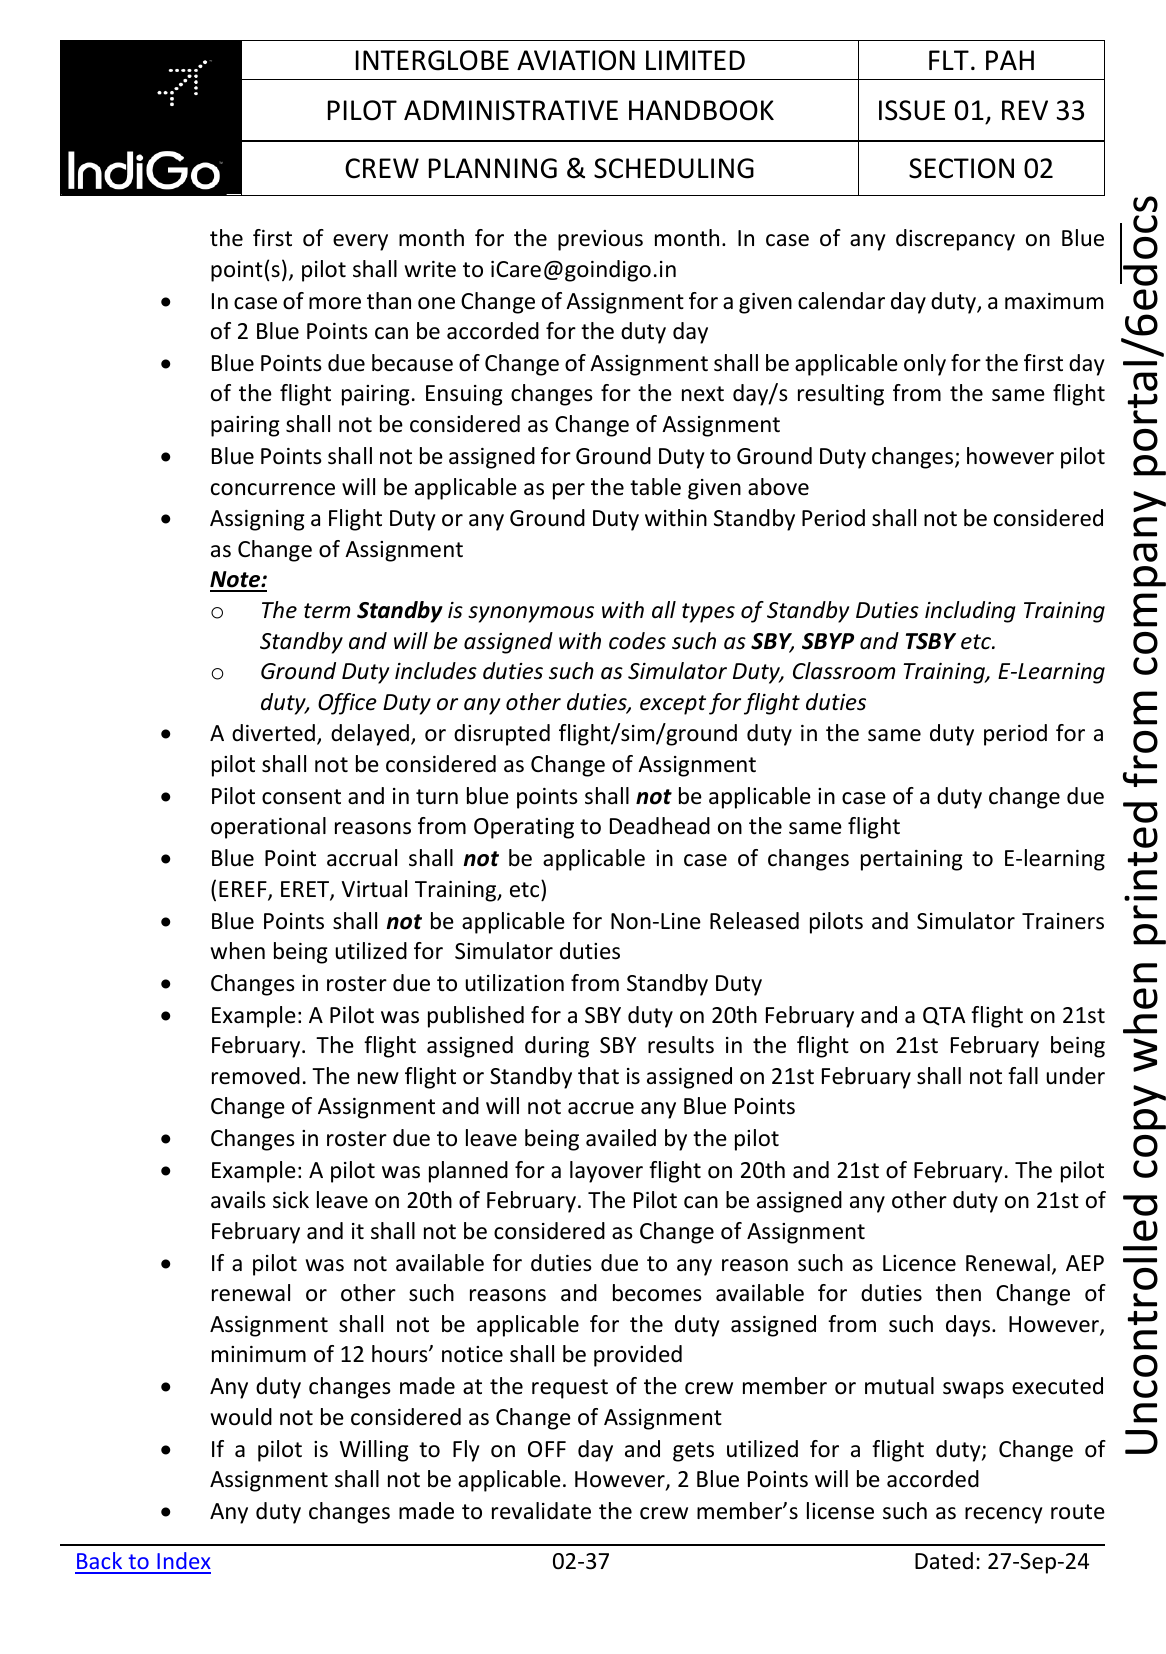 INTERGLOBE AVIATION LIMITED
FLT. PAH
PILOT ADMINISTRATIVE HANDBOOK
ISSUE 01, REV 33
IndiGo
CREW PLANNING & SCHEDULING
SECTION 02
the first of every month for the previous month. In case of any discrepancy on Blue
point(s), pilot shall write to iCare@goindigo.in
• In case of more than one Change of Assignment for a given calendar day duty, a maximum
of 2 Blue Points can be accorded for the duty day
• Blue Points due because of Change of Assignment shall be applicable only for the first day
of the flight pairing. Ensuing changes for the next day/s resulting from the same flight
pairing shall not be considered as Change of Assignment
• Blue Points shall not be assigned for Ground Duty to Ground Duty changes; however pilot
concurrence will be applicable as per the table given above
• Assigning a Flight Duty or any Ground Duty within Standby Period shall not be considered
as Change of Assignment
Note:
o The term Standby is synonymous with all types of Standby Duties including Training
Standby and will be assigned with codes such as SBY, SBYP and TSBY etc.
o Ground Duty includes duties such as Simulator Duty, Classroom Training, E-Learning
duty, Office Duty or any other duties, except for flight duties
• A diverted, delayed, or disrupted flight/sim/ground duty in the same duty period for a
pilot shall not be considered as Change of Assignment
• Pilot consent and in turn blue points shall not be applicable in case of a duty change due
operational reasons from Operating to Deadhead on the same flight
• Blue Point accrual shall not be applicable in case of changes pertaining to E-learning
(EREF, ERET, Virtual Training, etc)
• Blue Points shall not be applicable for Non-Line Released pilots and Simulator Trainers
when being utilized for Simulator duties
• Changes in roster due to utilization from Standby Duty
• Example: A Pilot was published for a SBY duty on 20th February and a QTA flight on 21st
February. The flight assigned during SBY results in the flight on 21st February being
removed. The new flight or Standby that is assigned on 21st February shall not fall under
Change of Assignment and will not accrue any Blue Points
• Changes in roster due to leave being availed by the pilot
• Example: A pilot was planned for a layover flight on 20th and 21st of February. The pilot
avails sick leave on 20th of February. The Pilot can be assigned any other duty on 21st of
February and it shall not be considered as Change of Assignment
• If a pilot was not available for duties due to any reason such as Licence Renewal, AEP
renewal or other such reasons and becomes available for duties then Change of
Assignment shall not be applicable for the duty assigned from such days. However,
minimum of 12 hours’ notice shall be provided
• Any duty changes made at the request of the crew member or mutual swaps executed
would not be considered as Change of Assignment
• If a pilot is Willing to Fly on OFF day and gets utilized for a flight duty; Change of
Assignment shall not be applicable. However, 2 Blue Points will be accorded
• Any duty changes made to revalidate the crew member’s license such as recency route
Back to Index
02-37
Dated: 27-Sep-24
Uncontrolled copy when printed from company portal/6edocs